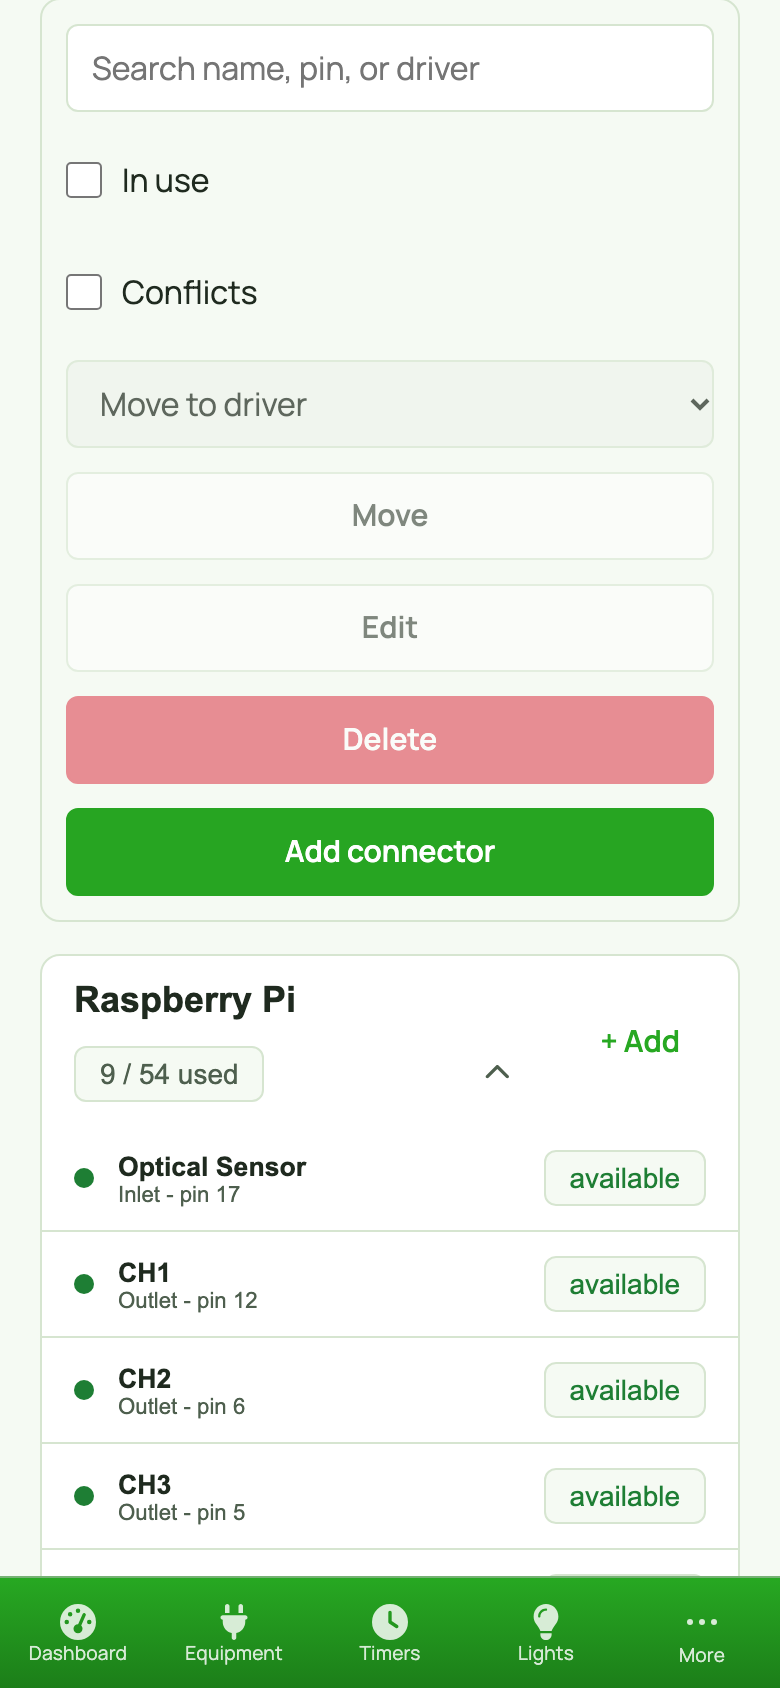 Search name, pin, or driver
In use
Conflicts
Move to driver
Move
Edit
Delete
Add connector
Raspberry Pi
+ Add
9 / 54 used
Optical Sensor
Inlet - pin 17
available
CH1
Outlet - pin 12
available
CH2
Outlet - pin 6
available
CH3
Outlet - pin 5
available
Dashboard
Equipment
Timers
Lights
More